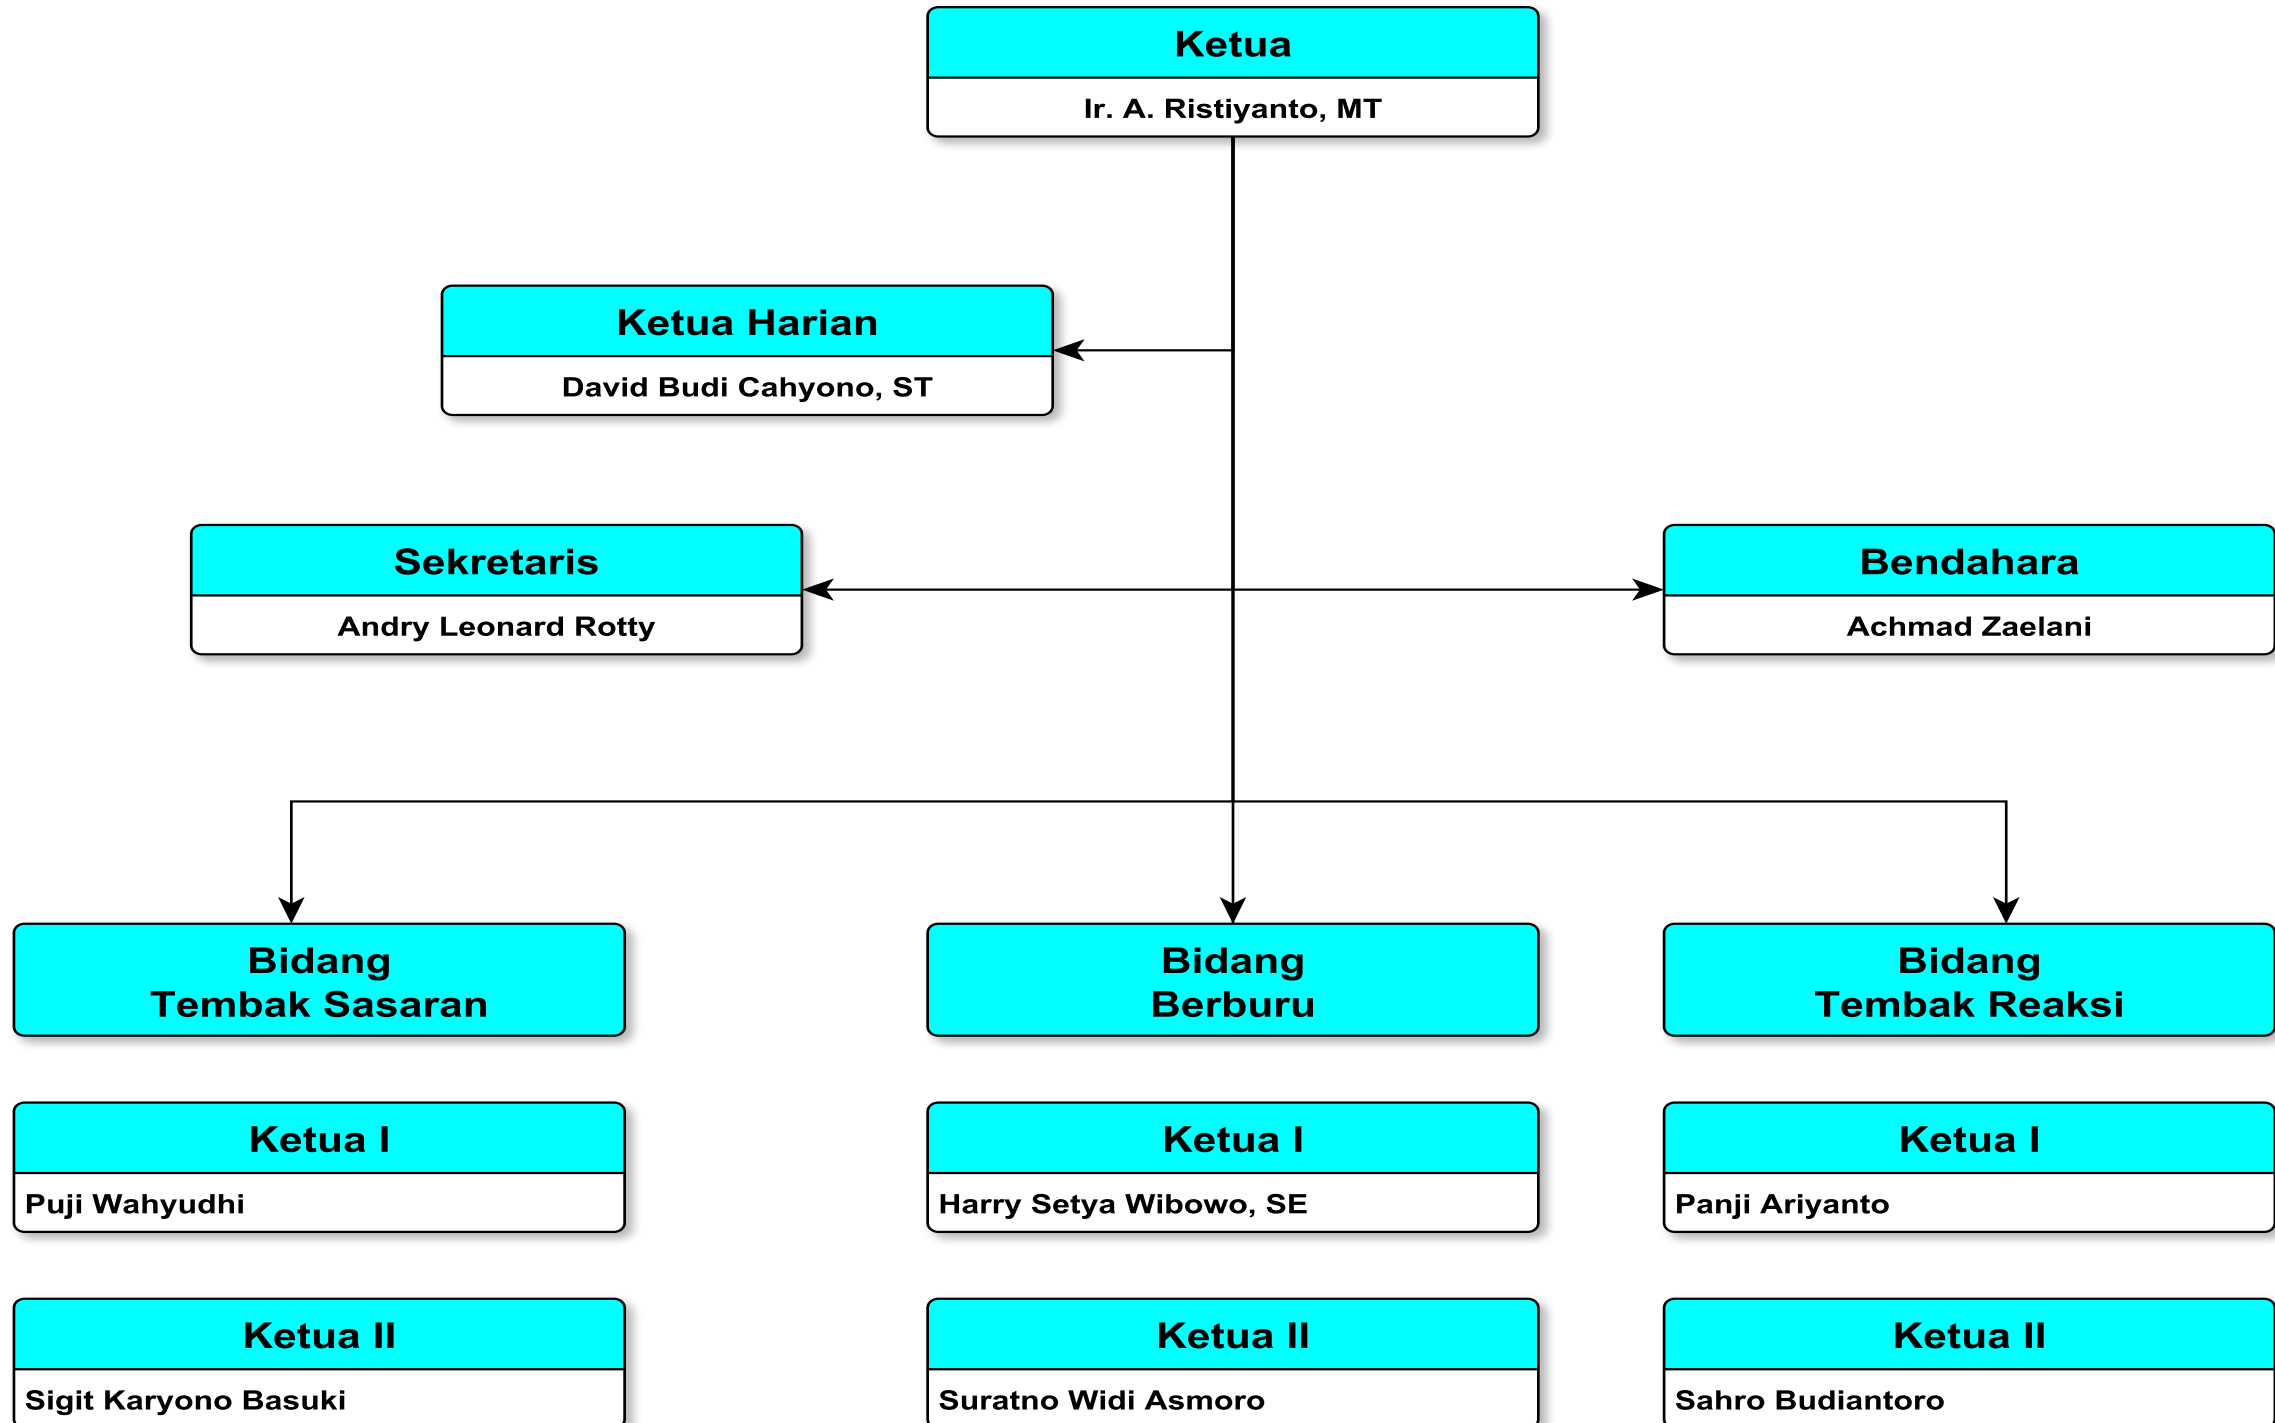 Ketua
Ir. A. Ristiyanto, MT
Ketua Harian
David Budi Cahyono, ST
Sekretaris
Andry Leonard Rotty
Bendahara
Achmad Zaelani
Bidang
Tembak Sasaran
Bidang
Berburu
Bidang
Tembak Reaksi
Ketua I
Puji Wahyudhi
Ketua I
Harry Setya Wibowo, SE
Ketua I
Panji Ariyanto
Ketua II
Sigit Karyono Basuki
Ketua II
Suratno Widi Asmoro
Ketua II
Sahro Budiantoro